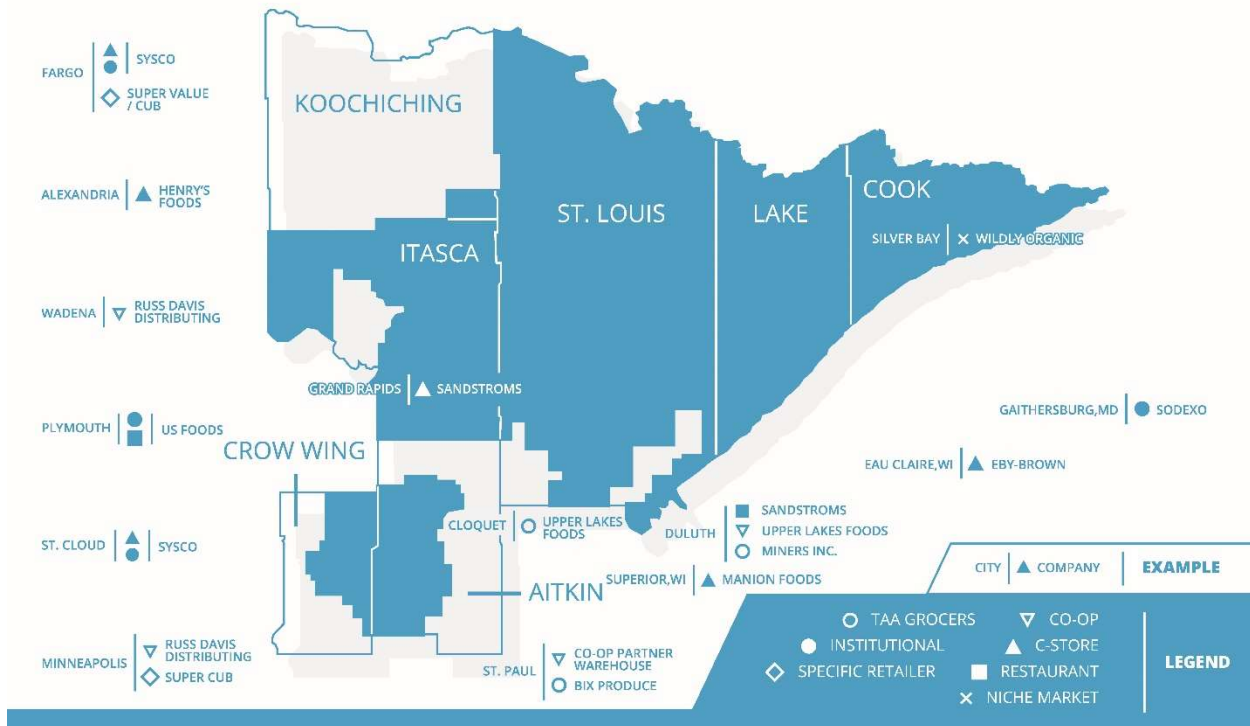 FARGO
SYSCO
SUPER VALUE
/ CUB
KOOCHICHING
ALEXANDRIA
HENRY'S
FOODS
ST. LOUIS
LAKE
COOK
SILVER BAY
WILDLY ORGANIC
ITASCA
WADENA
RUSS DAVIS
DISTRIBUTING
GRAND RAPIDS
SANDSTROMS
GAITHERSBURG,MD
SODEXO
PLYMOUTH
US FOODS
CROW WING
EAU CLAIRE,WI
EBY-BROWN
ST. CLOUD
SYSCO
CLOQUET
UPPER LAKES
FOODS
DULUTH
SANDSTROMS
UPPER LAKES FOODS
MINERS INC.
SUPERIOR,WI
MANION FOODS
AITKIN
CITY
COMPANY
EXAMPLE
MINNEAPOLIS
RUSS DAVIS
DISTRIBUTING
SUPER CUB
ST. PAUL
CO-OP PARTNER
WAREHOUSE
BIX PRODUCE
TAA GROCERS
CO-OP
INSTITUTIONAL
C-STORE
SPECIFIC RETAILER
RESTAURANT
NICHE MARKET
LEGEND